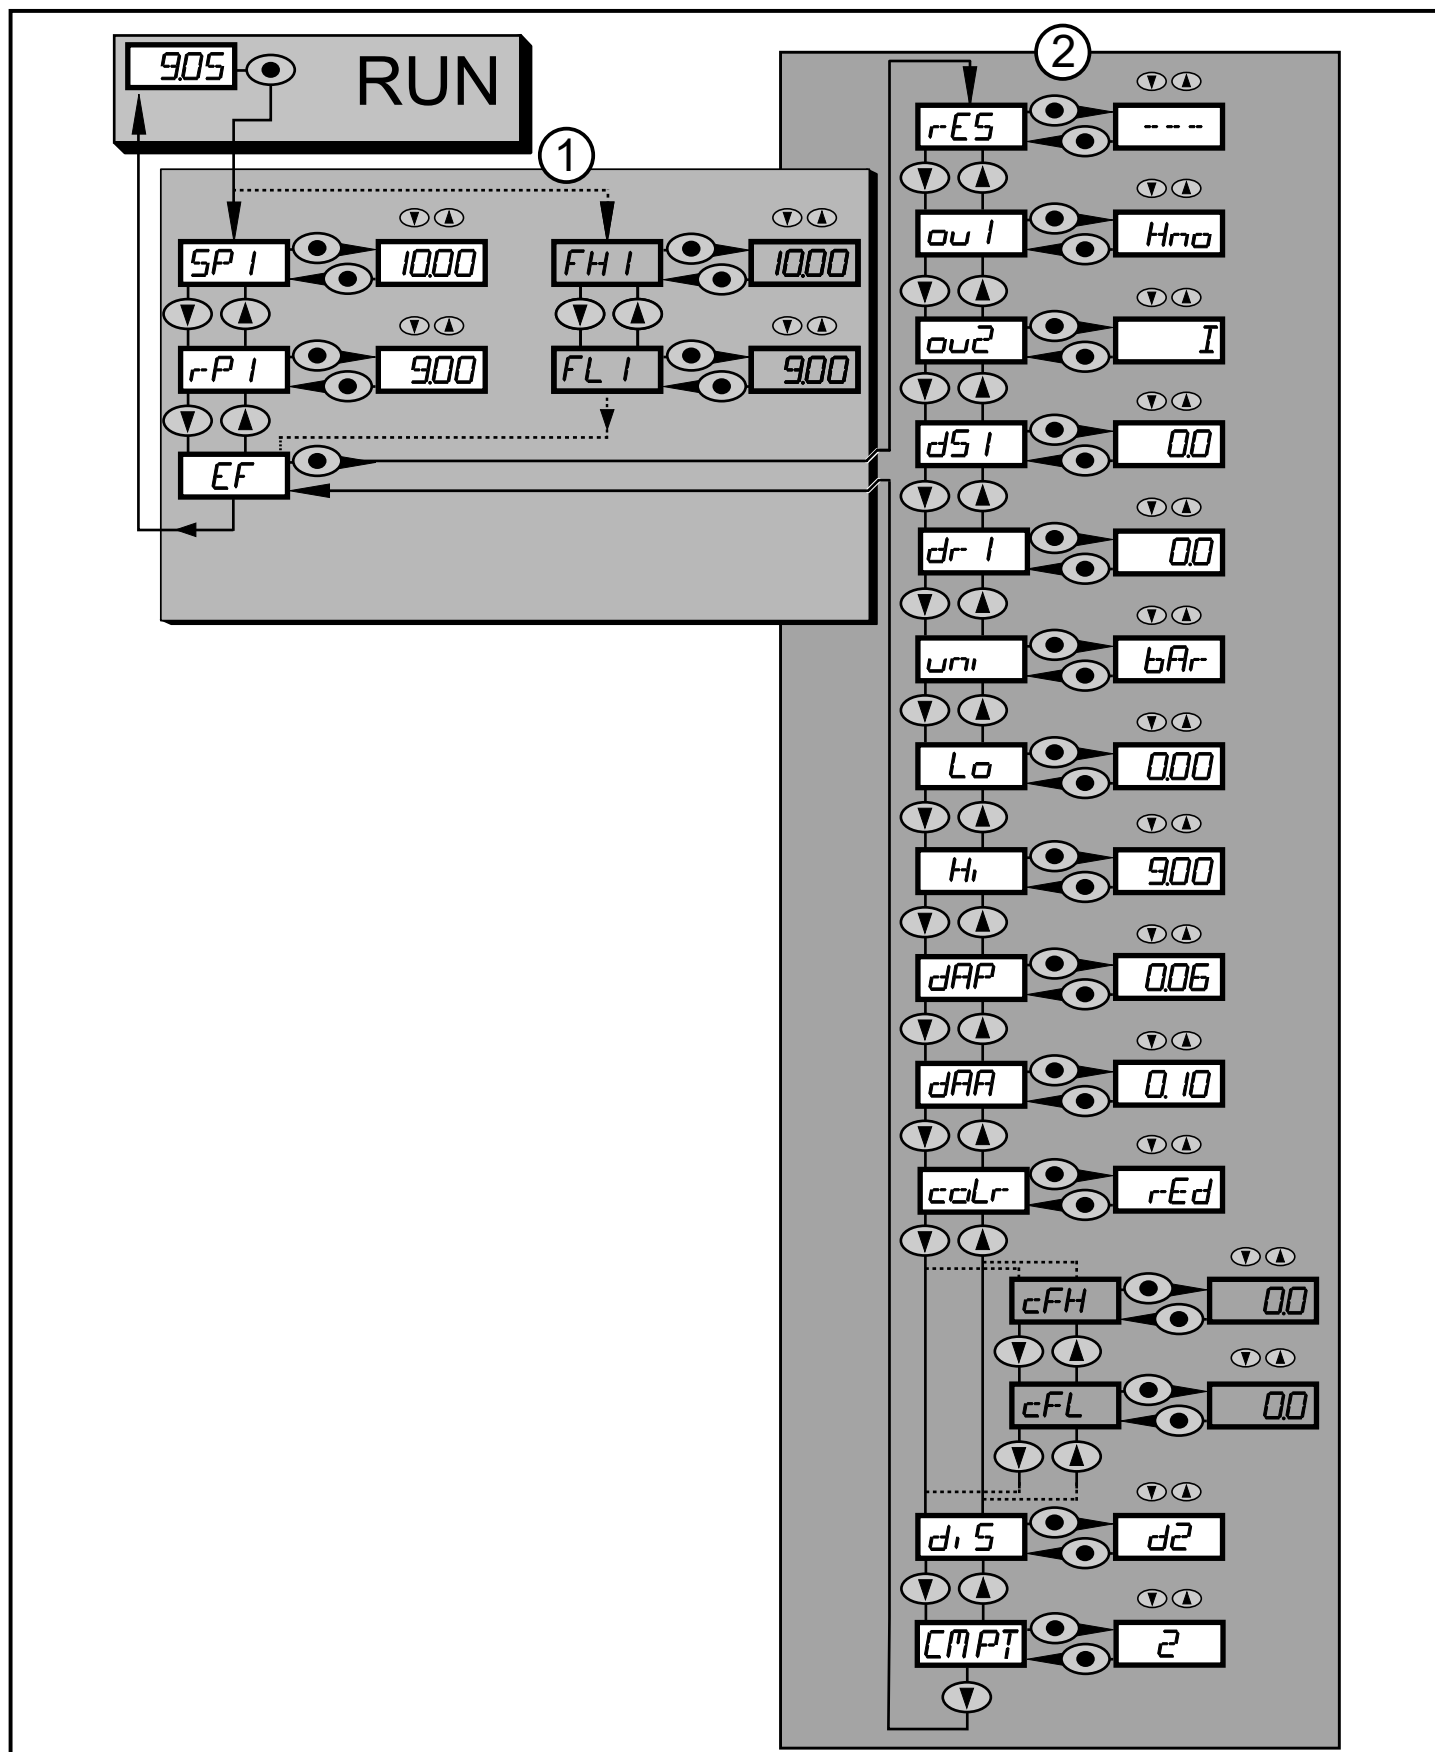 9.05
RUN
1
SP1
10.00
FH1
10.00
rP1
9.00
FL1
9.00
EF
2
rES
-- -- --
ou1
Hno
ou2
I
dS1
0.0
dr1
0.0
uni
bAr
Lo
0.00
Hi
9.00
dAP
0.06
dAA
0.10
coLr
rEd
cFH
0.0
cFL
0.0
diS
d2
CMPT
2